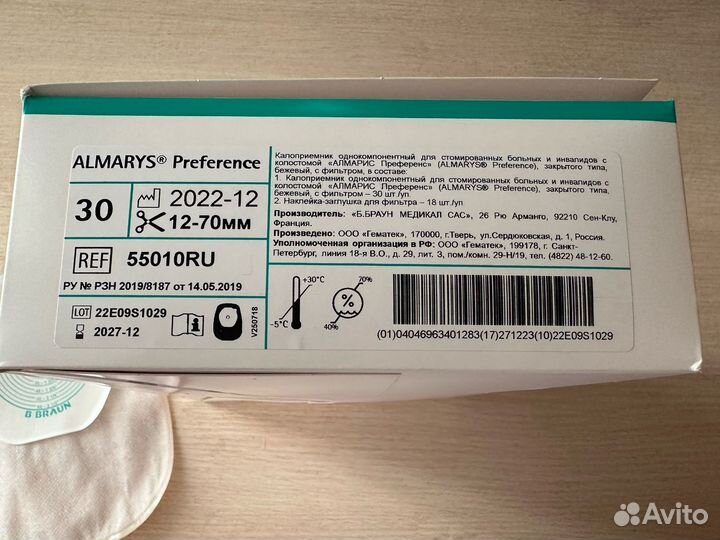 ALMARYS® Preference
30
2022-12
12-70мм
REF 55010RU
РУ № РЗН 2019/8187 от 14.05.2019
LOT 22E09S1029
2027-12
V250718
Калоприемник однокомпонентный для стомированных больных и инвалидов с
колостомой «АЛМАРИС Преференс» (ALMARYS® Preference), закрытого типа,
бежевый, с фильтром, в составе:
1. Калоприемник однокомпонентный для стомированных больных и инвалидов с
колостомой «АЛМАРИС Преференс» (ALMARYS® Preference), закрытого типа,
бежевый, с фильтром – 30 шт./уп.
2. Наклейка-заглушка для фильтра – 18 шт./уп.
Производитель: «Б.БРАУН МЕДИКАЛ САС», 26 Рю Арманго, 92210 Сен-Клу,
Франция.
Произведено: ООО «Гематек», 170000, г.Тверь, ул.Сердюковская, д. 1, Россия.
Уполномоченная организация в РФ: ООО «Гематек», 199178, г. Санкт-
Петербург, линия 18-я В.О., д. 29, лит. З, пом./комн. 29-Н/19, тел. (4822) 48-12-60.
+30°C
-5°C
70%
%
40%
(01)04046963401283(17)271223(10)22E09S1029
B BRAUN
Avito